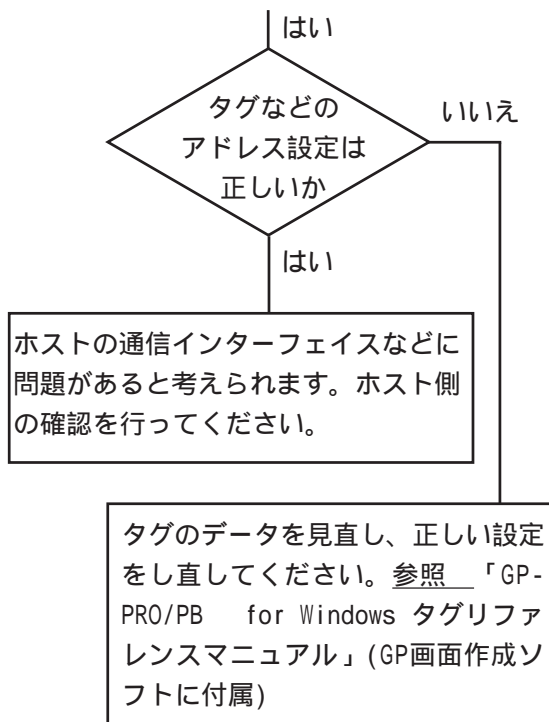 はい
タグなどの
アドレス設定は
正しいか
いいえ
はい
ホストの通信インターフェイスなどに
問題があると考えられます。ホスト側
の確認を行ってください。
タグのデータを見直し、正しい設定
をし直してください。参照 「GP-
PRO/PB for Windows タグリファ
レンスマニュアル」(GP画面作成ソ
フトに付属)